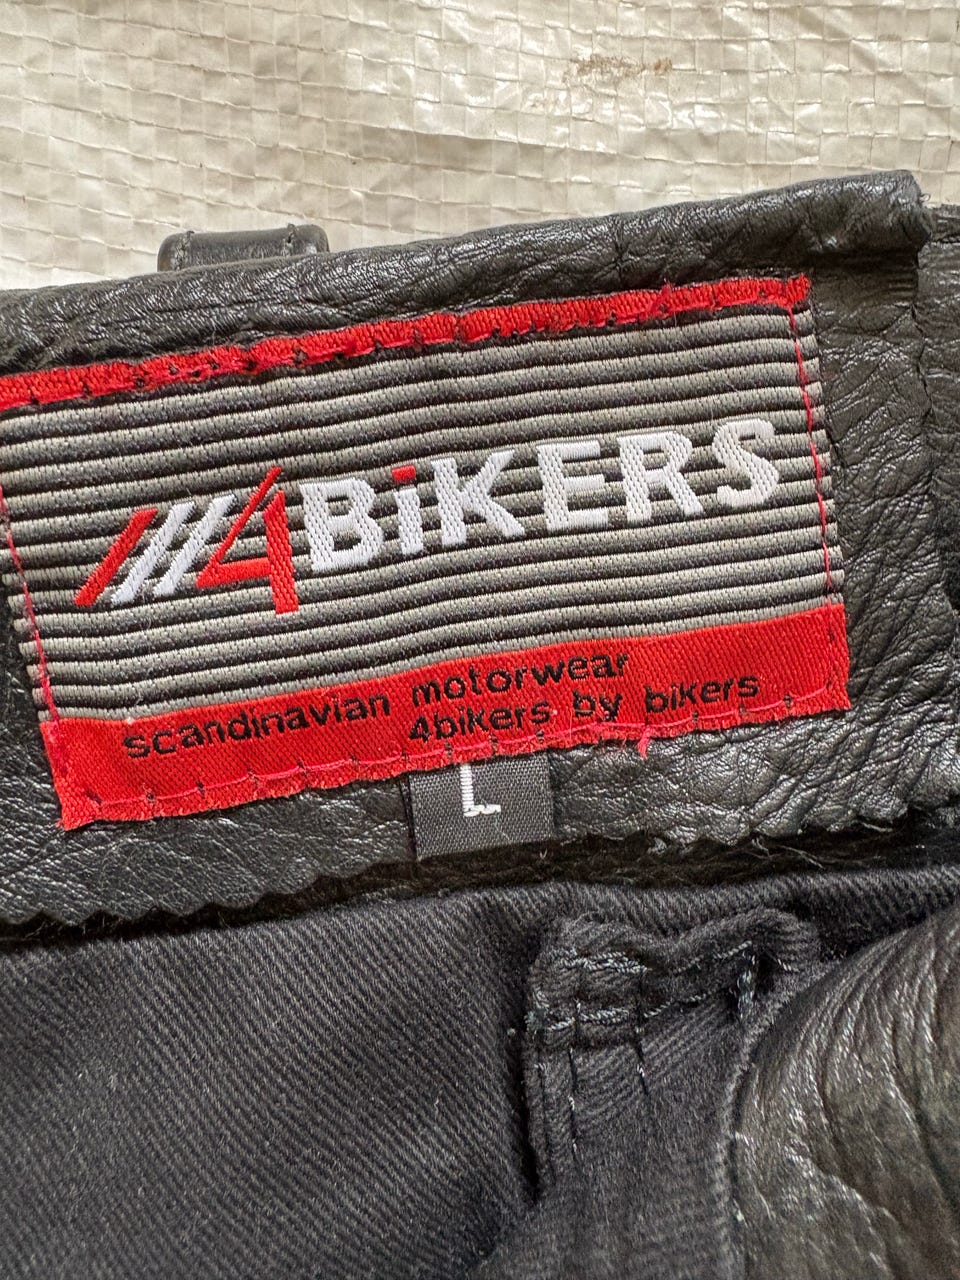 4BiKERS
scandinavian motorwear
4bikers by bikers
L